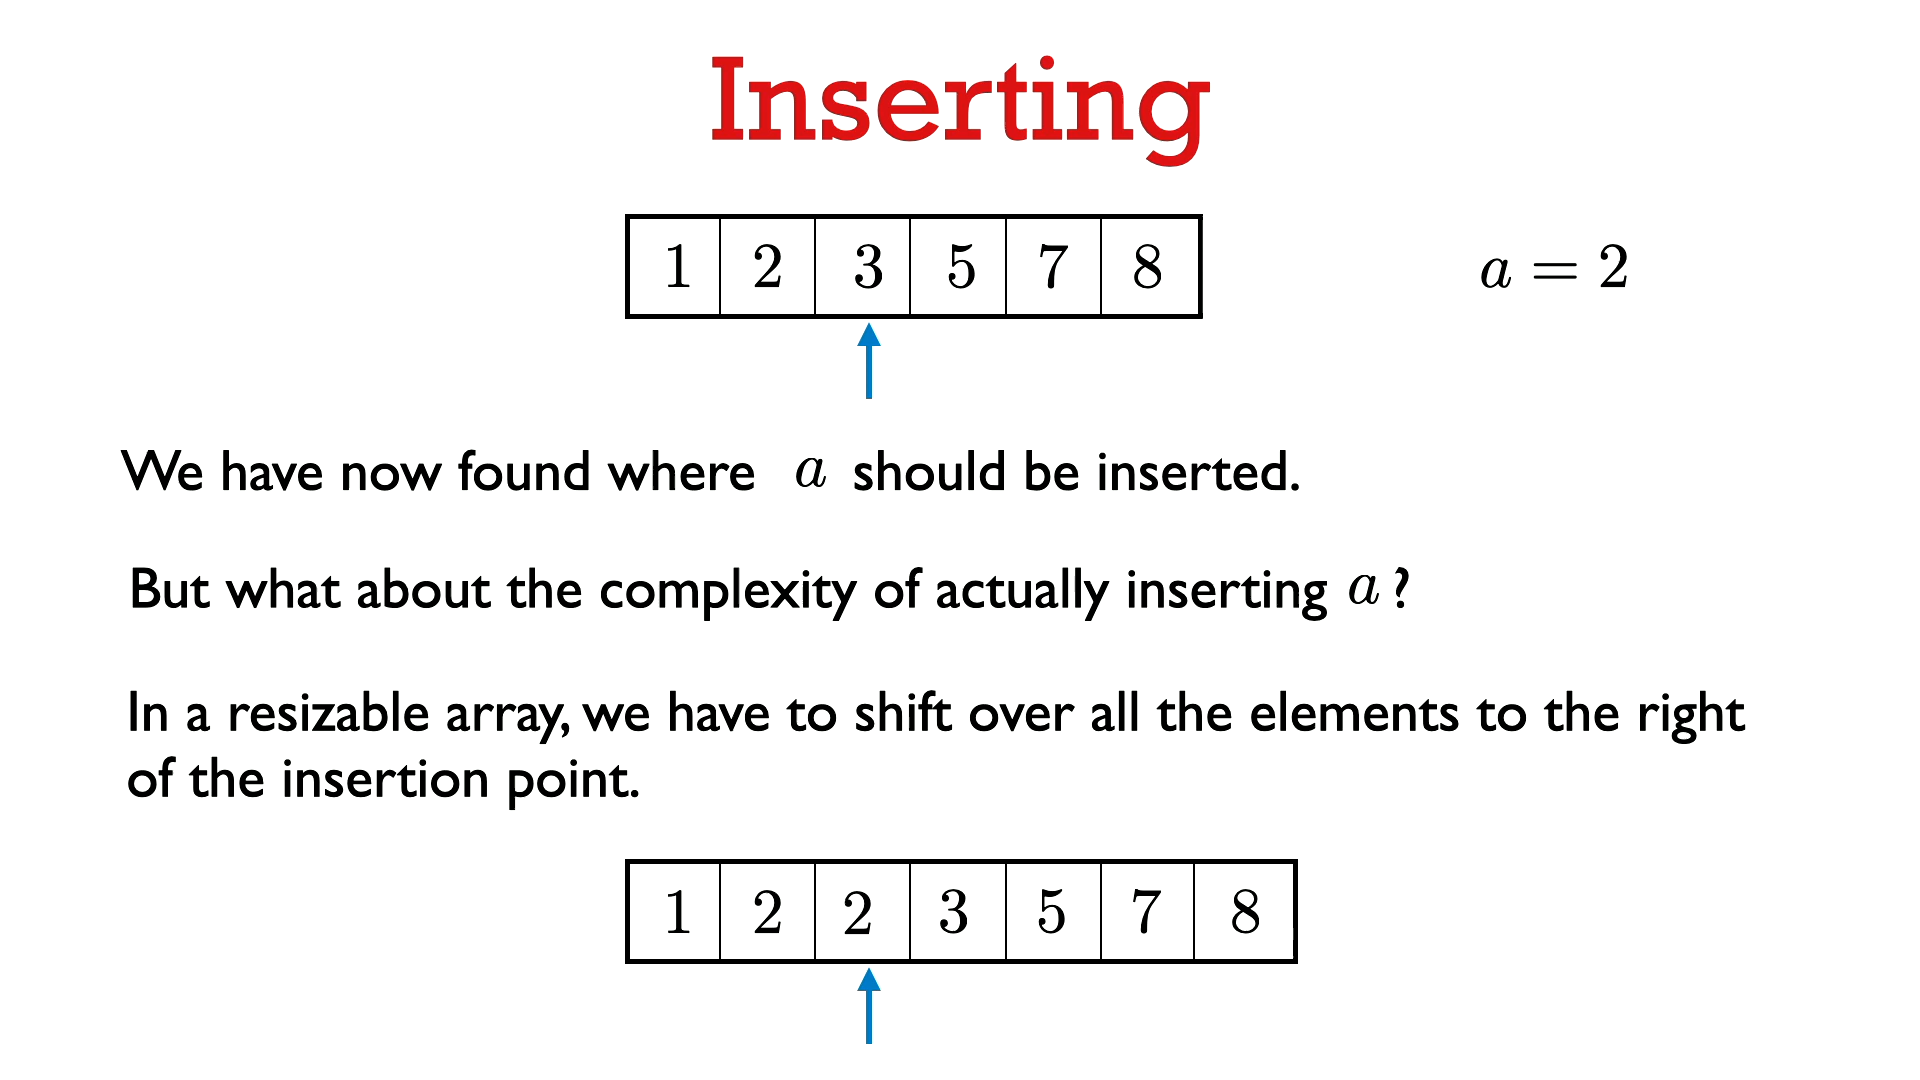 Inserting
1 2 3 5 7 8
a = 2
We have now found where a should be inserted.
But what about the complexity of actually inserting a ?
In a resizable array, we have to shift over all the elements to the right
of the insertion point.
1 2 2 3 5 7 8